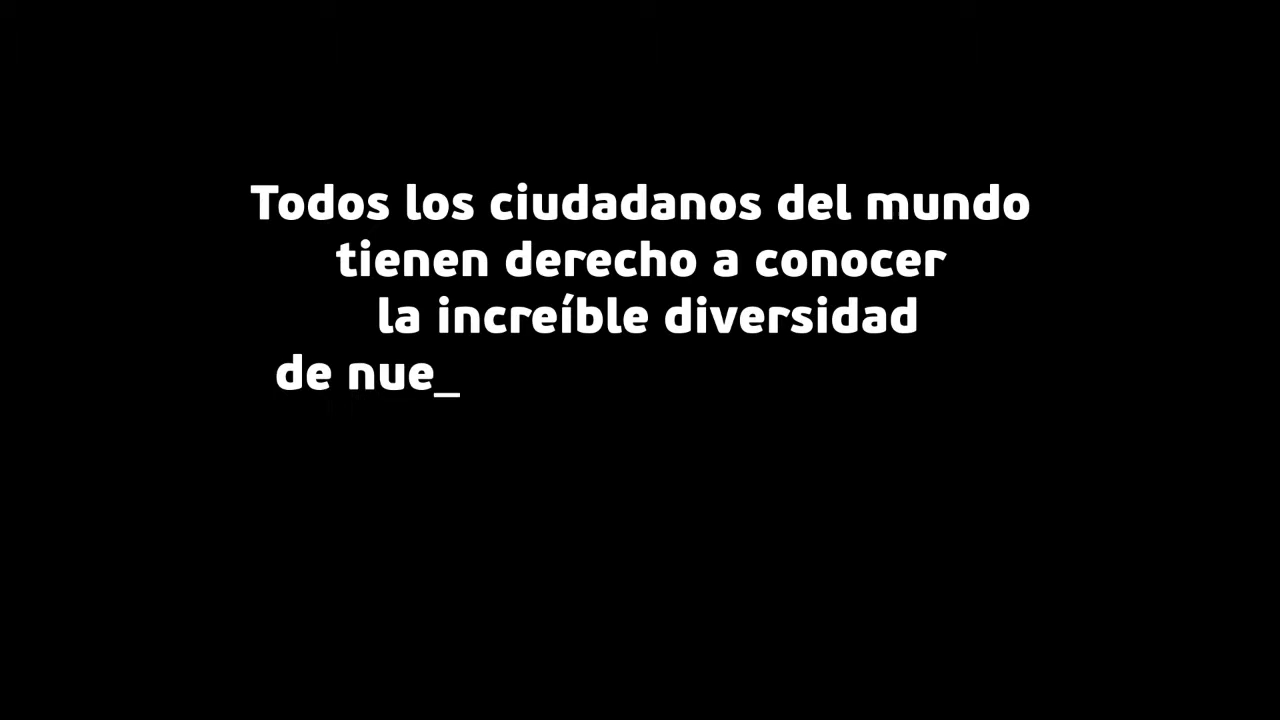 Todos los ciudadanos del mundo
tienen derecho a conocer
la increíble diversidad
de nue_